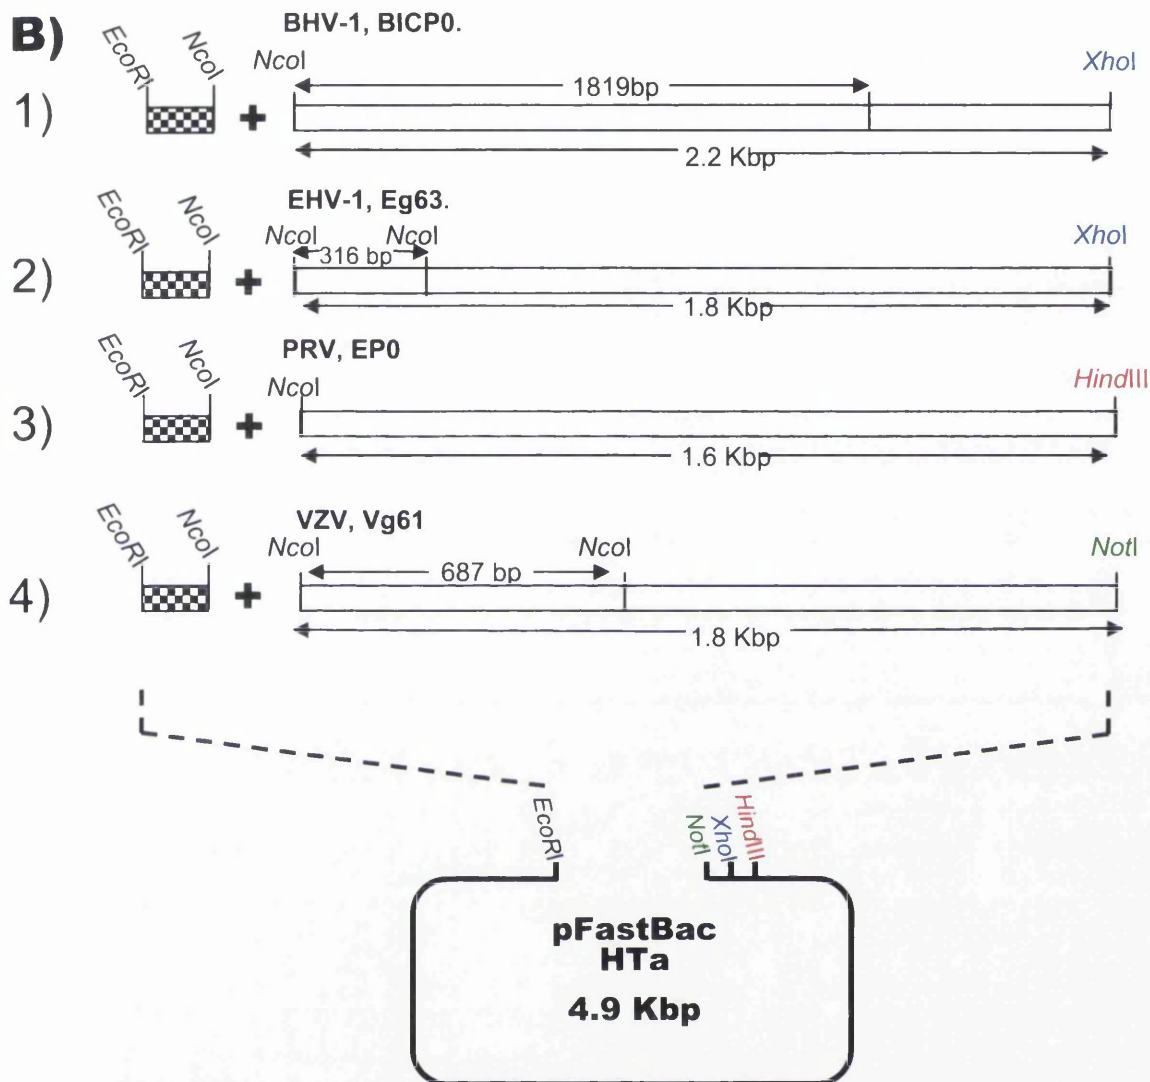 B)
BHV-1, BICP0.
EcoRI NcoI NcoI XhoI
1) + 1819bp
2.2 Kbp
EHV-1, Eg63.
EcoRI NcoI NcoI NcoI XhoI
2) + 316 bp
1.8 Kbp
PRV, EP0
EcoRI NcoI NcoI HindIII
3) +
1.6 Kbp
VZV, Vg61
EcoRI NcoI NcoI NcoI NotI
4) + 687 bp
1.8 Kbp
EcoRI NotI XhoI HindIII
pFastBac
HTa
4.9 Kbp